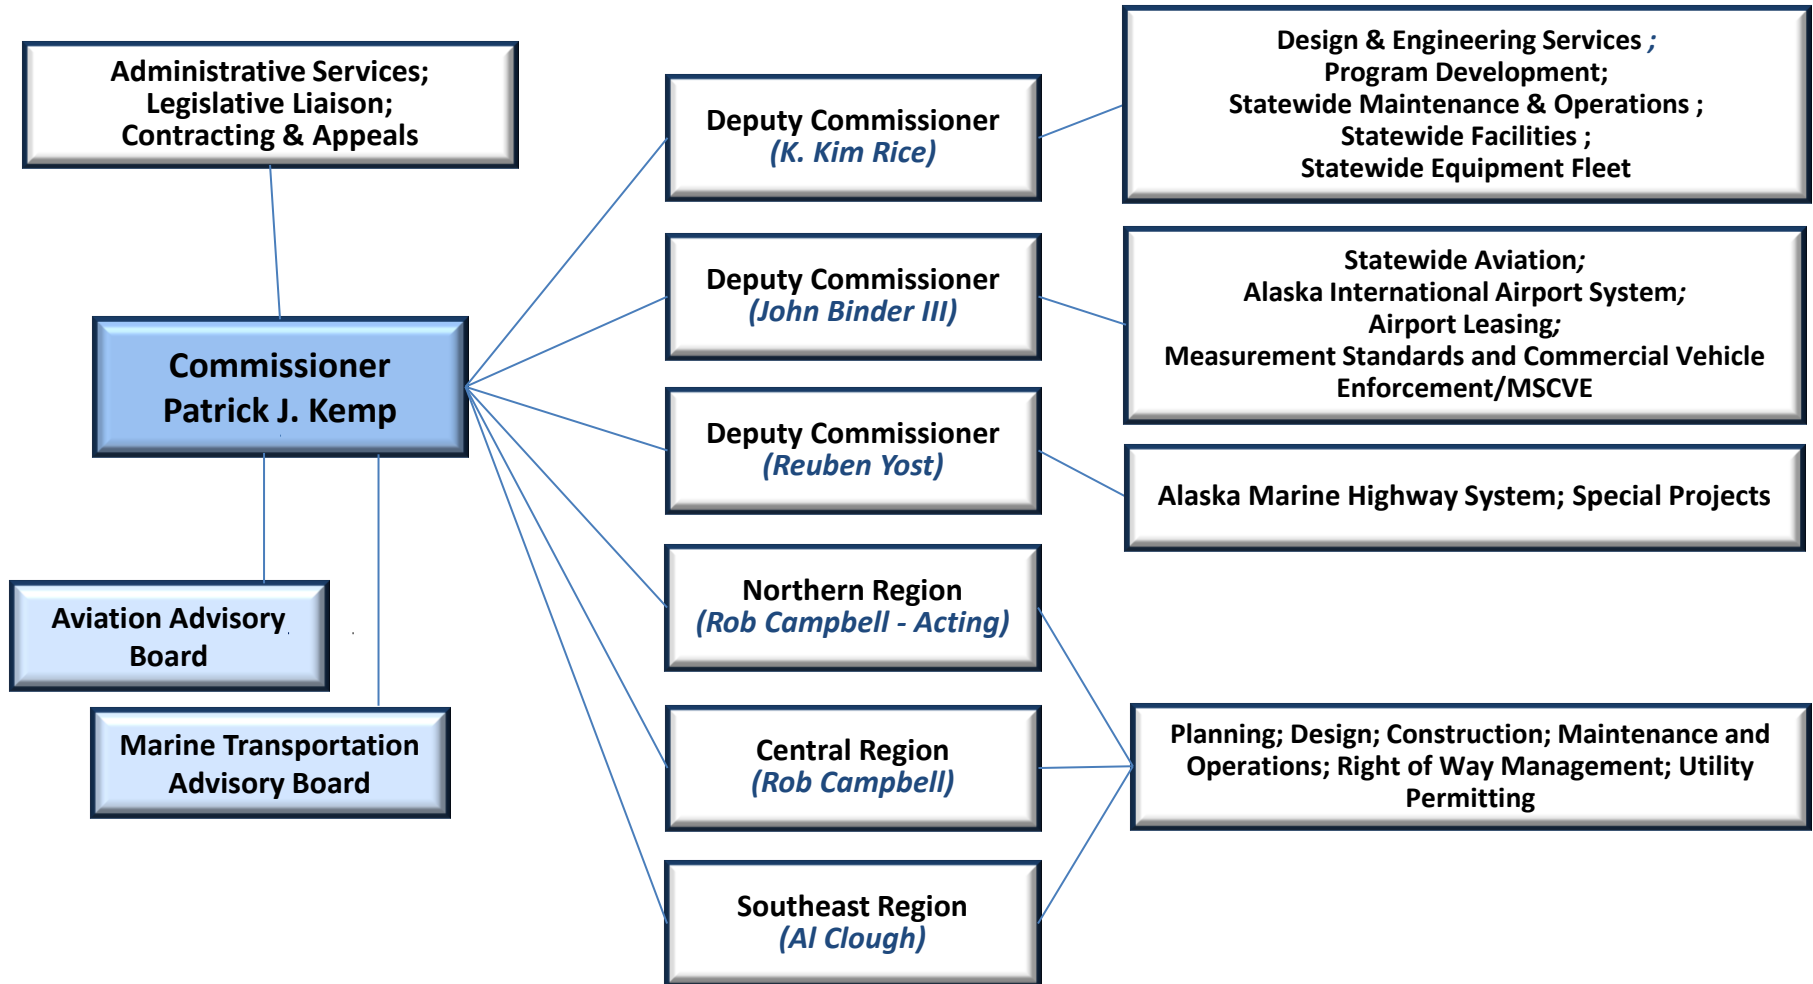 Administrative Services;
Legislative Liaison;
Contracting & Appeals
Commissioner
Patrick J. Kemp
Aviation Advisory
Board
Marine Transportation
Advisory Board
Deputy Commissioner
(K. Kim Rice)
Deputy Commissioner
(John Binder III)
Deputy Commissioner
(Reuben Yost)
Northern Region
(Rob Campbell - Acting)
Central Region
(Rob Campbell)
Southeast Region
(Al Clough)
Design & Engineering Services ;
Program Development;
Statewide Maintenance & Operations ;
Statewide Facilities ;
Statewide Equipment Fleet
Statewide Aviation;
Alaska International Airport System;
Airport Leasing;
Measurement Standards and Commercial Vehicle
Enforcement/MSCVE
Alaska Marine Highway System; Special Projects
Planning; Design; Construction; Maintenance and
Operations; Right of Way Management; Utility
Permitting